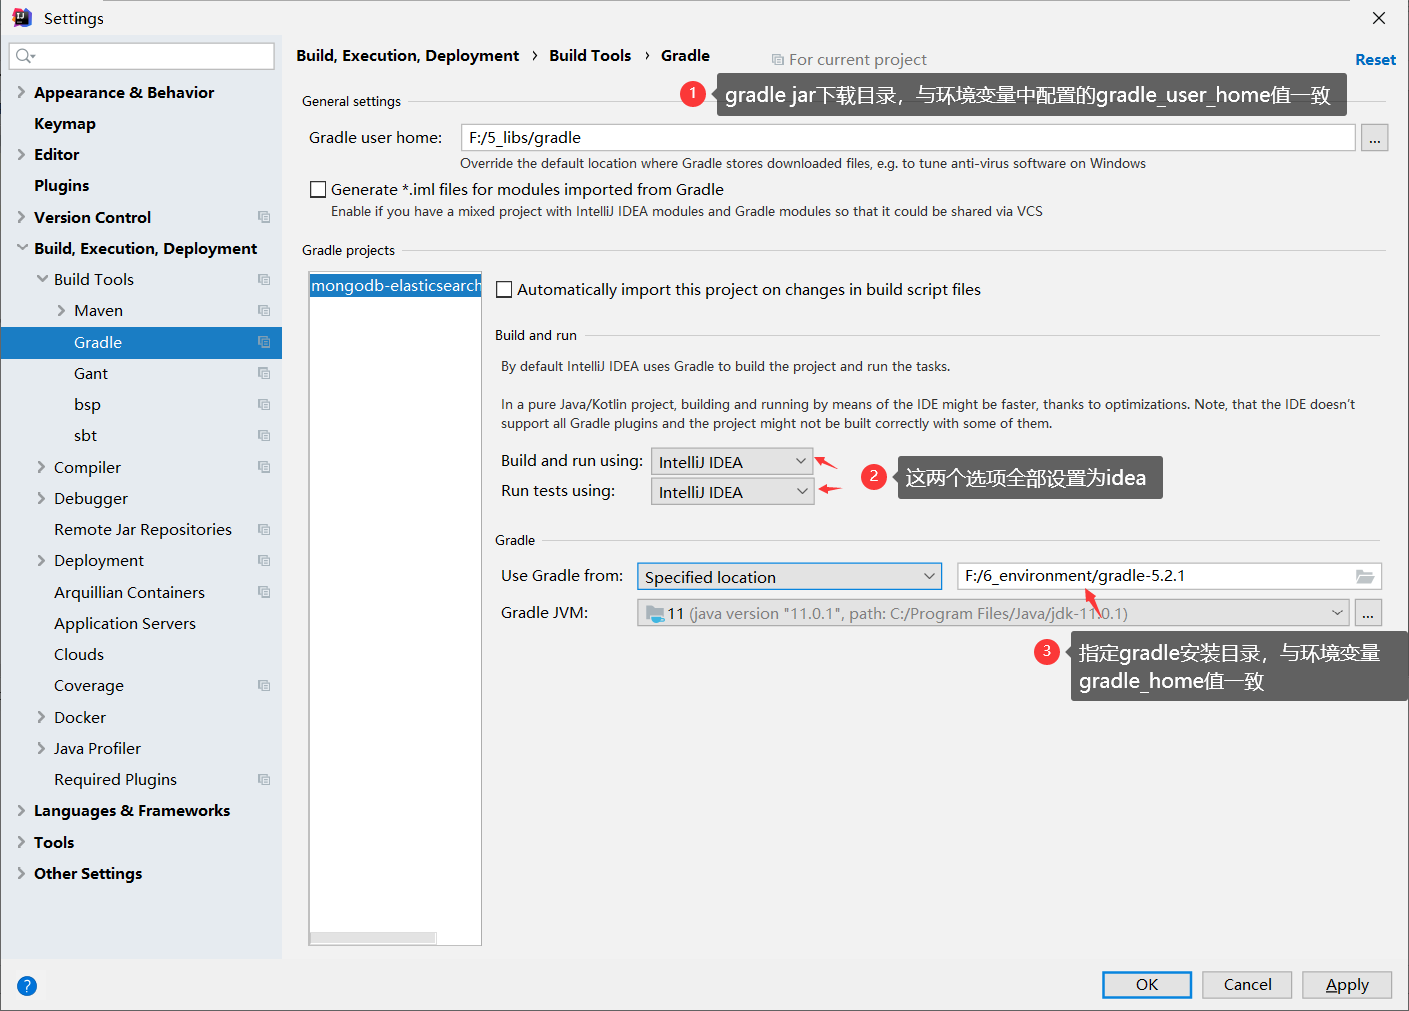 Settings
Build, Execution, Deployment › Build Tools › Gradle
For current project
Reset
Appearance & Behavior
Keymap
Editor
Plugins
Version Control
Build, Execution, Deployment
Build Tools
Maven
Gradle
Gant
bsp
sbt
Compiler
Debugger
Remote Jar Repositories
Deployment
Arquillian Containers
Application Servers
Clouds
Coverage
Docker
Java Profiler
Required Plugins
Languages & Frameworks
Tools
Other Settings
General settings
1 gradle jar下载目录，与环境变量中配置的gradle_user_home值一致
Gradle user home: F:/5_libs/gradle ...
Override the default location where Gradle stores downloaded files, e.g. to tune anti-virus software on Windows
Generate *.iml files for modules imported from Gradle
Enable if you have a mixed project with IntelliJ IDEA modules and Gradle modules so that it could be shared via VCS
Gradle projects
mongodb-elasticsearch
Automatically import this project on changes in build script files
Build and run
By default IntelliJ IDEA uses Gradle to build the project and run the tasks.
In a pure Java/Kotlin project, building and running by means of the IDE might be faster, thanks to optimizations. Note, that the IDE doesn't
support all Gradle plugins and the project might not be built correctly with some of them.
Build and run using: IntelliJ IDEA
Run tests using: IntelliJ IDEA
2 这两个选项全部设置为idea
Gradle
Use Gradle from: Specified location F:/6_environment/gradle-5.2.1
Gradle JVM: 11 (java version "11.0.1", path: C:/Program Files/Java/jdk-11.0.1) ...
3 指定gradle安装目录，与环境变量
gradle_home值一致
? OK Cancel Apply